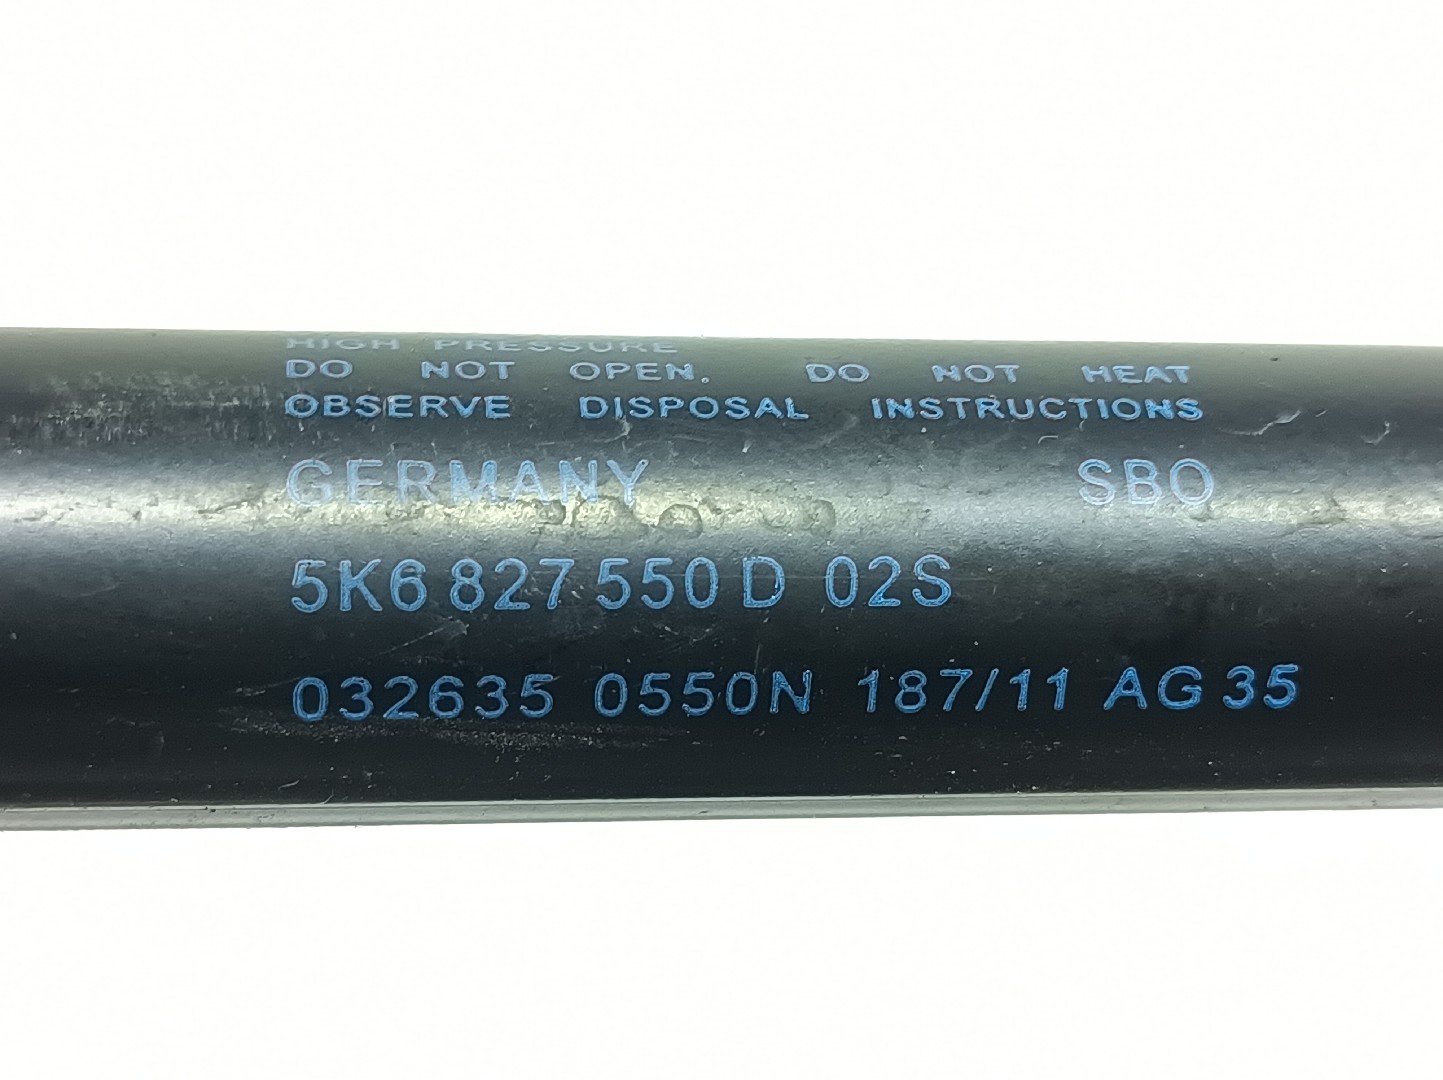 HIGH PRESSURE
DO NOT OPEN. DO NOT HEAT
OBSERVE DISPOSAL INSTRUCTIONS
GERMANY SBO
5K6 827 550 D 02S
032635 0550N 187/11 AG 35